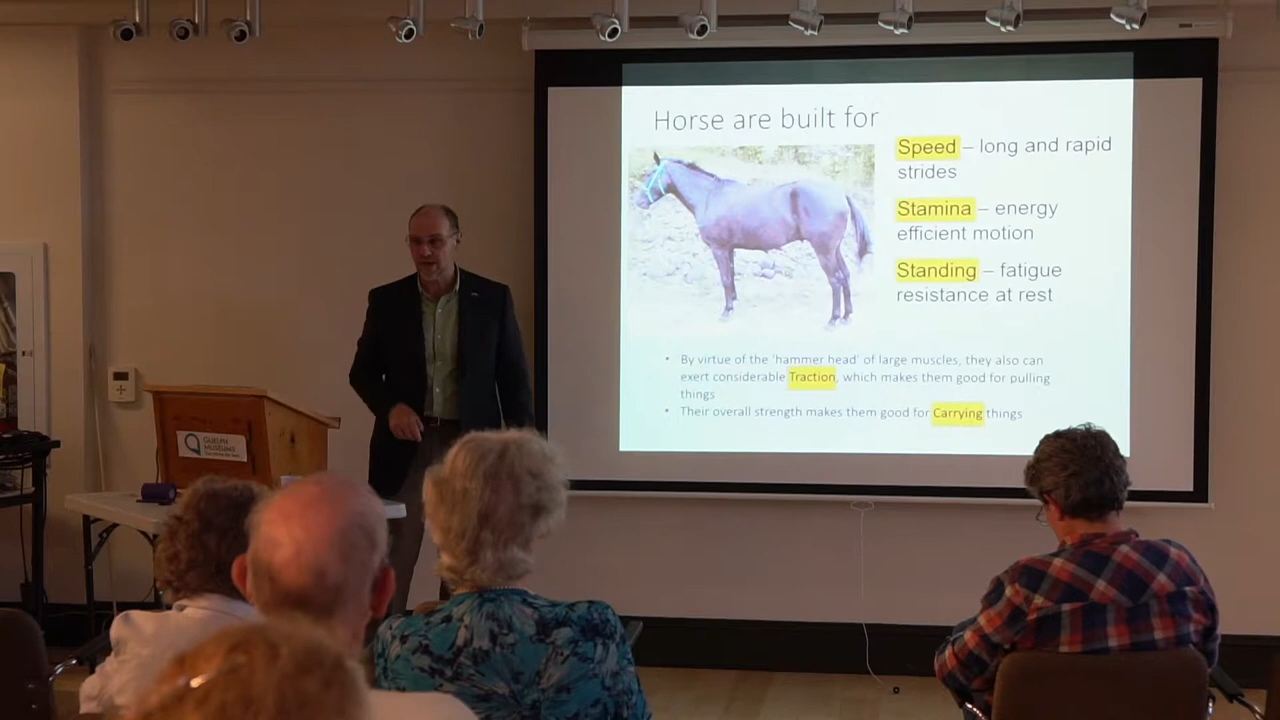 Horse are built for
Speed – long and rapid
strides
Stamina – energy
efficient motion
Standing – fatigue
resistance at rest
• By virtue of the 'hammer head' of large muscles, they also can
exert considerable Traction, which makes them good for pulling
things
• Their overall strength makes them good for Carrying things
GUELPH
MUSEUMS